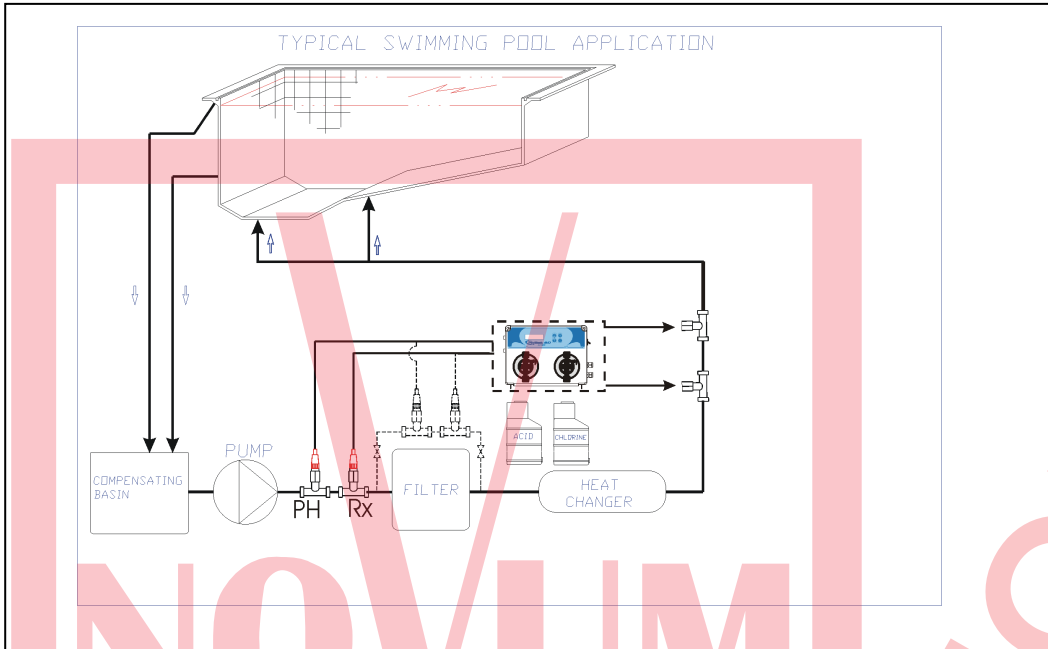 TYPICAL SWIMMING POOL APPLICATION
ACID
CHLORINE
PUMP
COMPENSATING
BASIN
FILTER
HEAT
CHANGER
PH
Rx
NOVUM